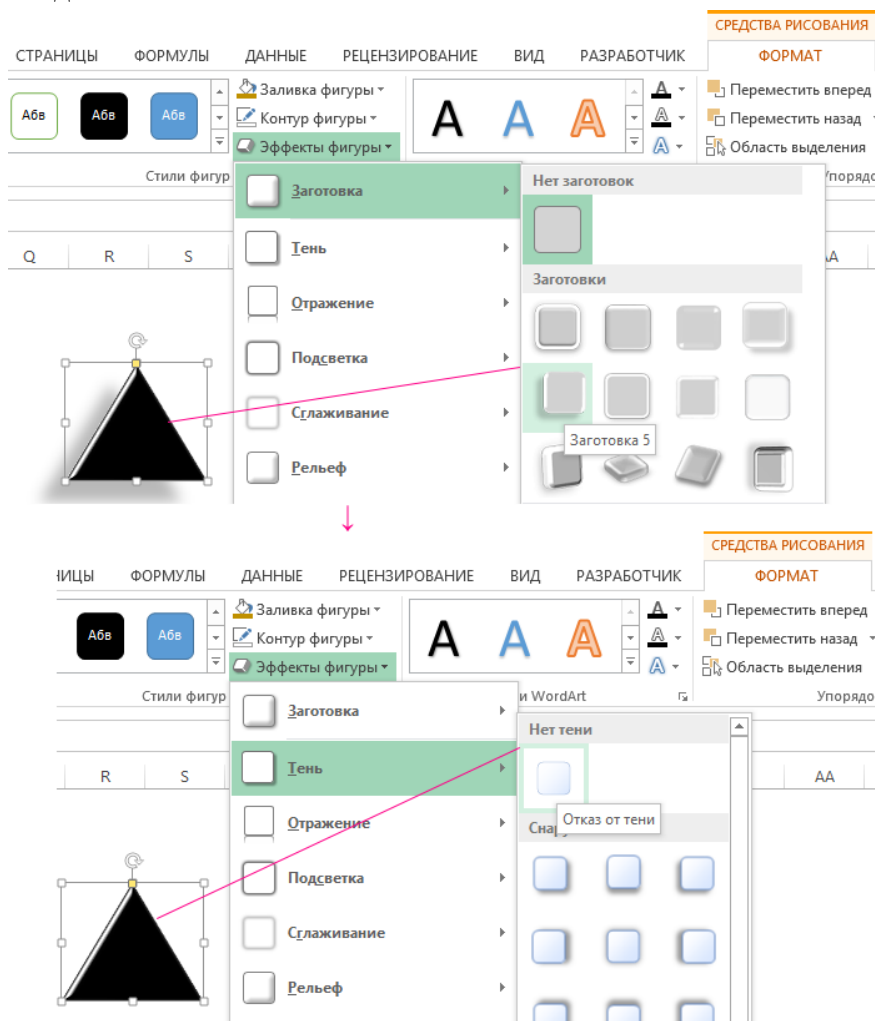 СРЕДСТВА РИСОВАНИЯ
СТРАНИЦЫ ФОРМУЛЫ ДАННЫЕ РЕЦЕНЗИРОВАНИЕ ВИД РАЗРАБОТЧИК ФОРМАТ
Абв Абв Абв
Заливка фигуры
Контур фигуры
Эффекты фигуры
A A A
A
A
A
Переместить вперед
Переместить назад
Область выделения
Стили фигур
Q R S
Заготовка
Тень
Отражение
Подсветка
Сглаживание
Рельеф
Нет заготовок
Заготовки
Заготовка 5
СРЕДСТВА РИСОВАНИЯ
НИЦЫ ФОРМУЛЫ ДАННЫЕ РЕЦЕНЗИРОВАНИЕ ВИД РАЗРАБОТЧИК ФОРМАТ
Абв Абв
Заливка фигуры
Контур фигуры
Эффекты фигуры
A A A
A
A
A
Переместить вперед
Переместить назад
Область выделения
Стили фигур
и WordArt
Упорядо
R S AA
Заготовка
Тень
Отражение
Подсветка
Сглаживание
Рельеф
Нет тени
Отказ от тени